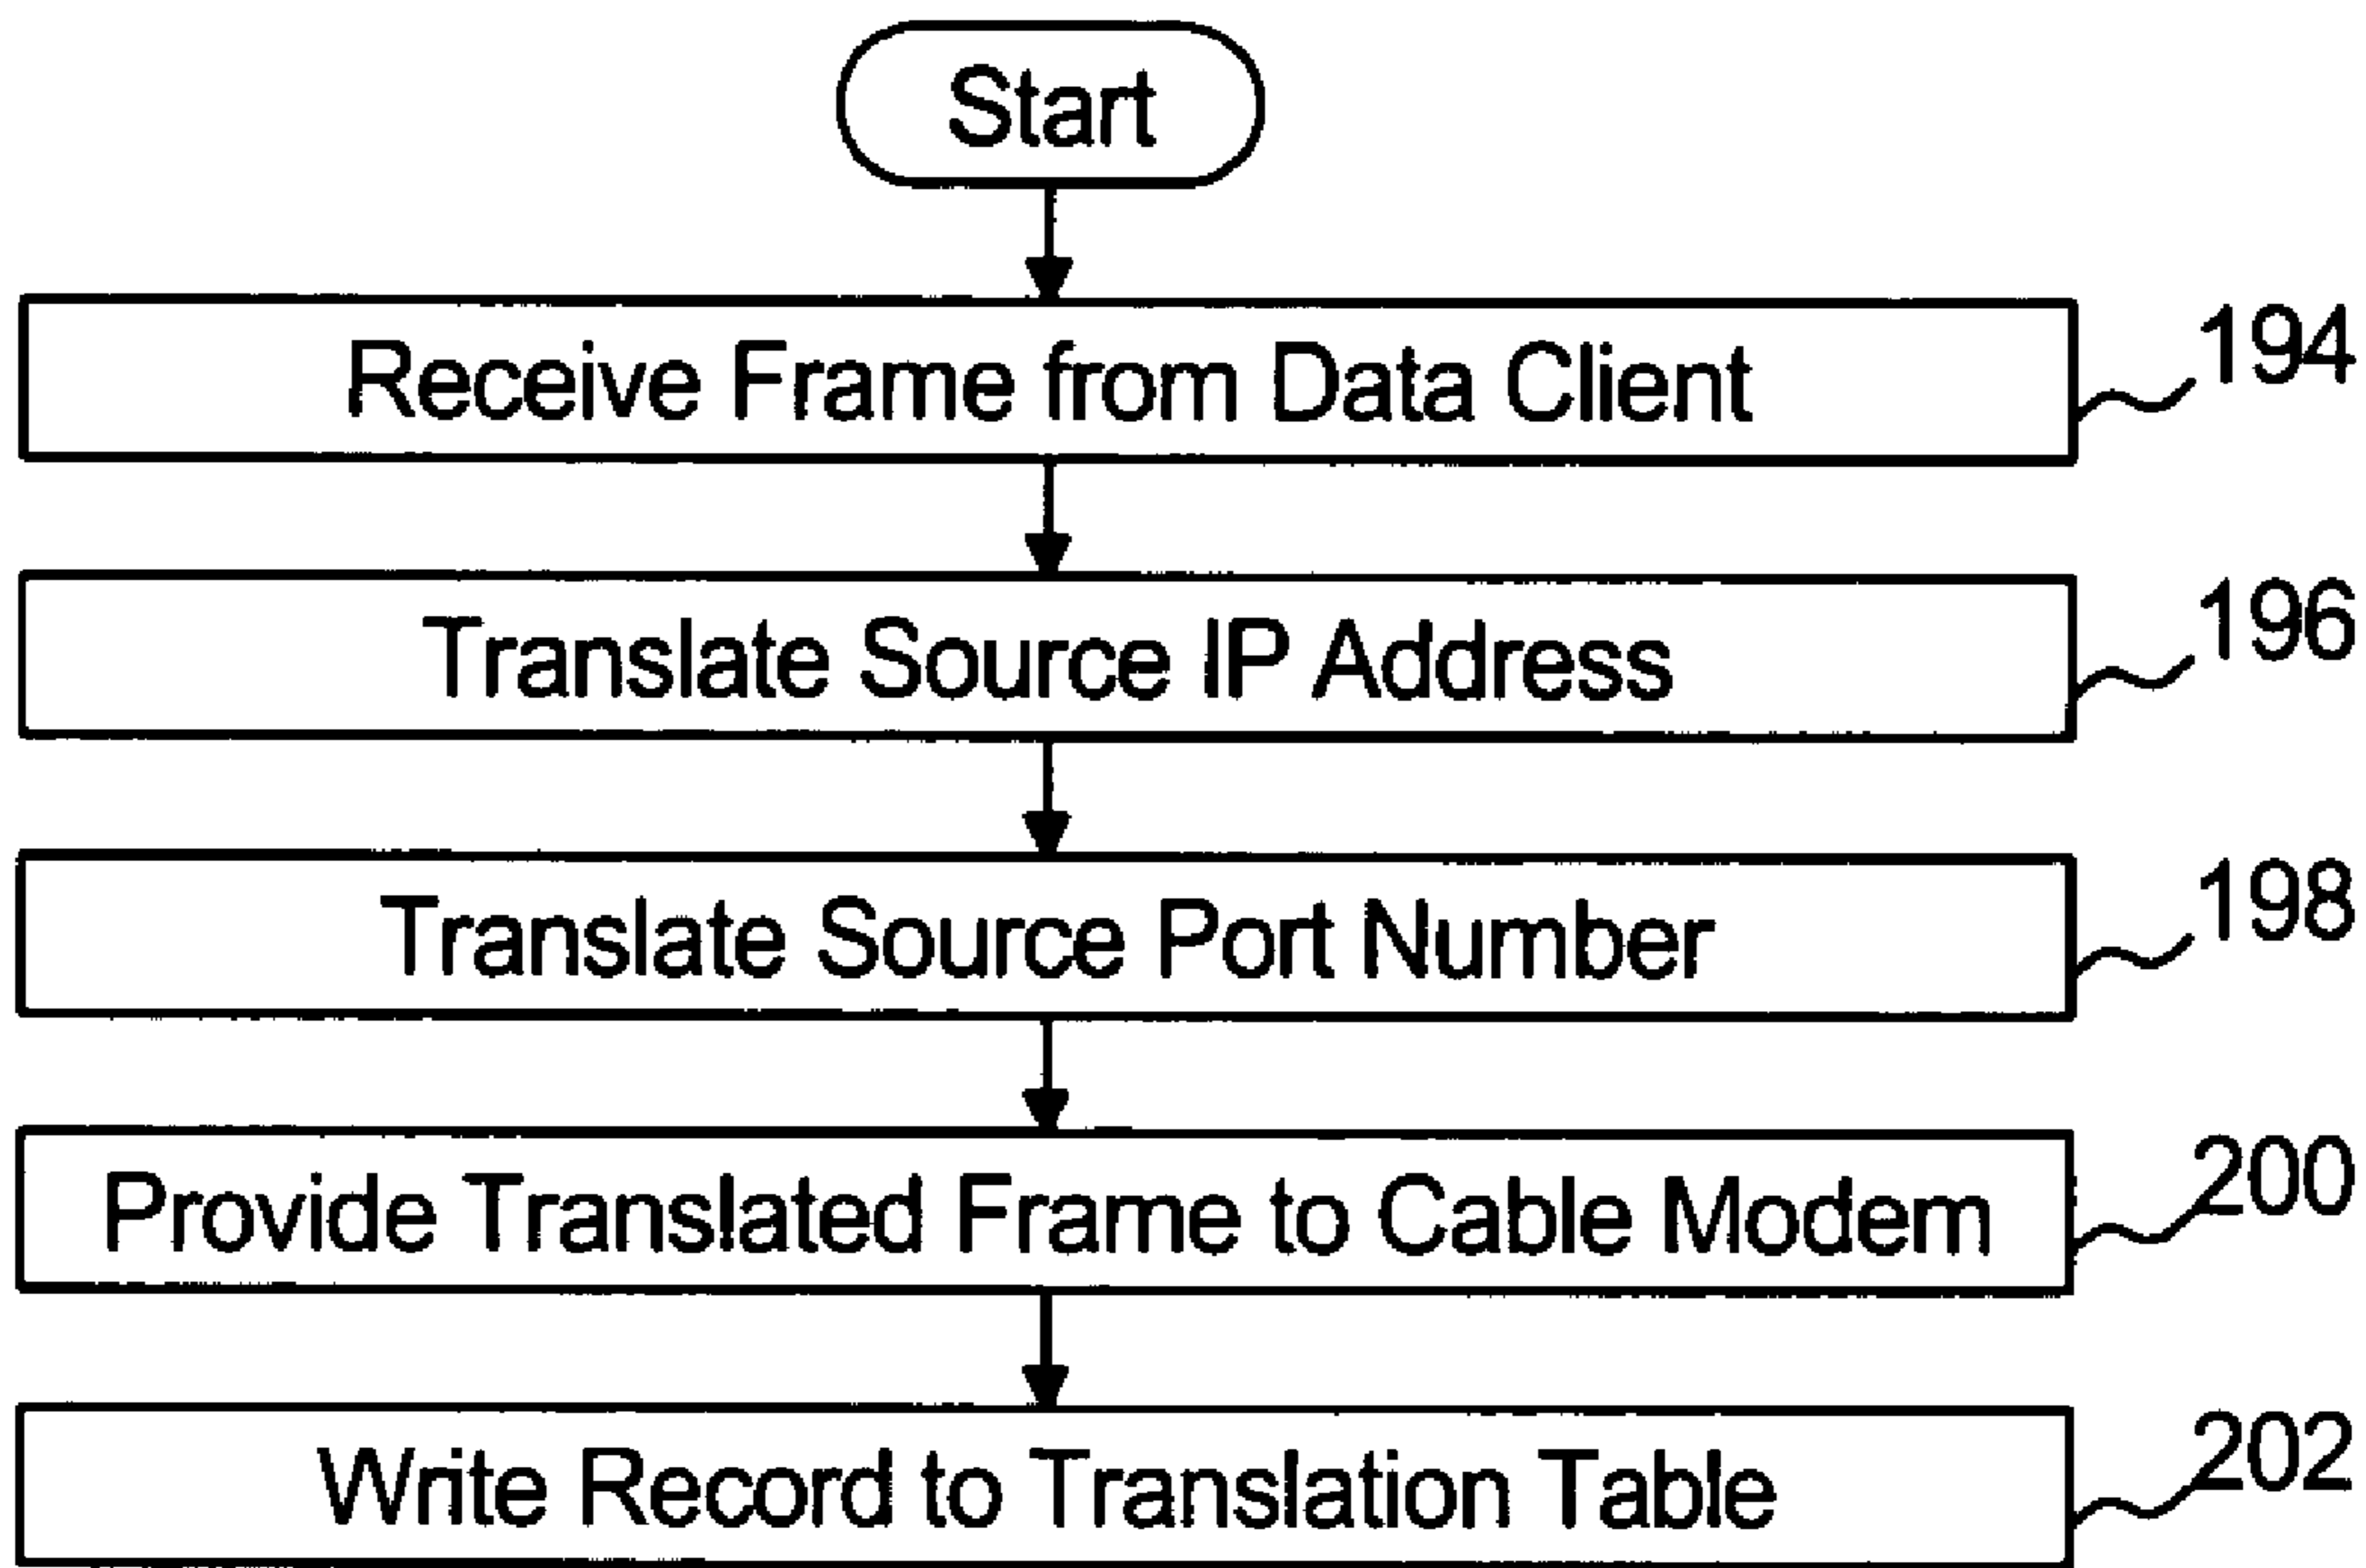 Start
Receive Frame from Data Client
194
Translate Source IP Address
196
Translate Source Port Number
198
Provide Translated Frame to Cable Modem
200
Write Record to Translation Table
202